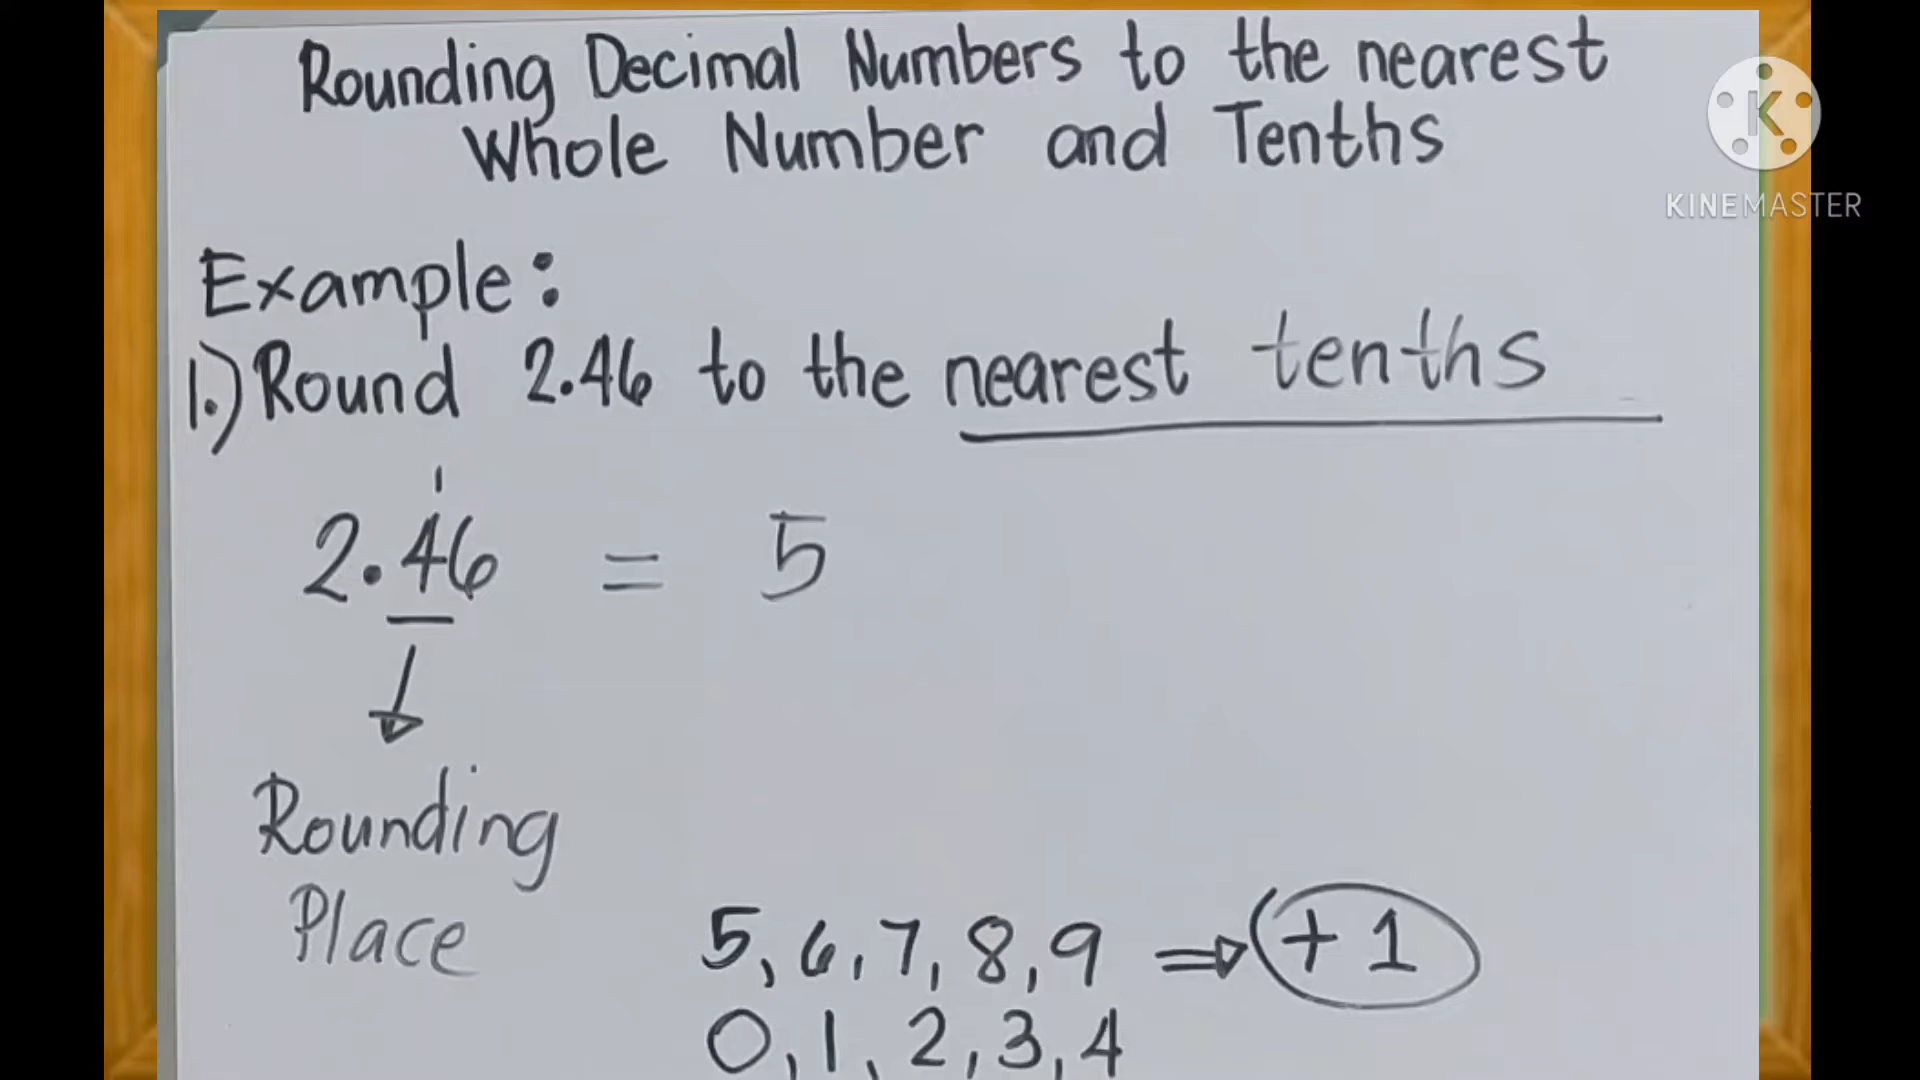 Rounding Decimal Numbers to the nearest
Whole Number and Tenths
K
KINEMASTER
Example:
1.) Round 2.46 to the nearest tenths
1
2.46 = 5
Rounding
Place
5, 6, 7, 8, 9 ⇒ +1
0, 1, 2, 3, 4